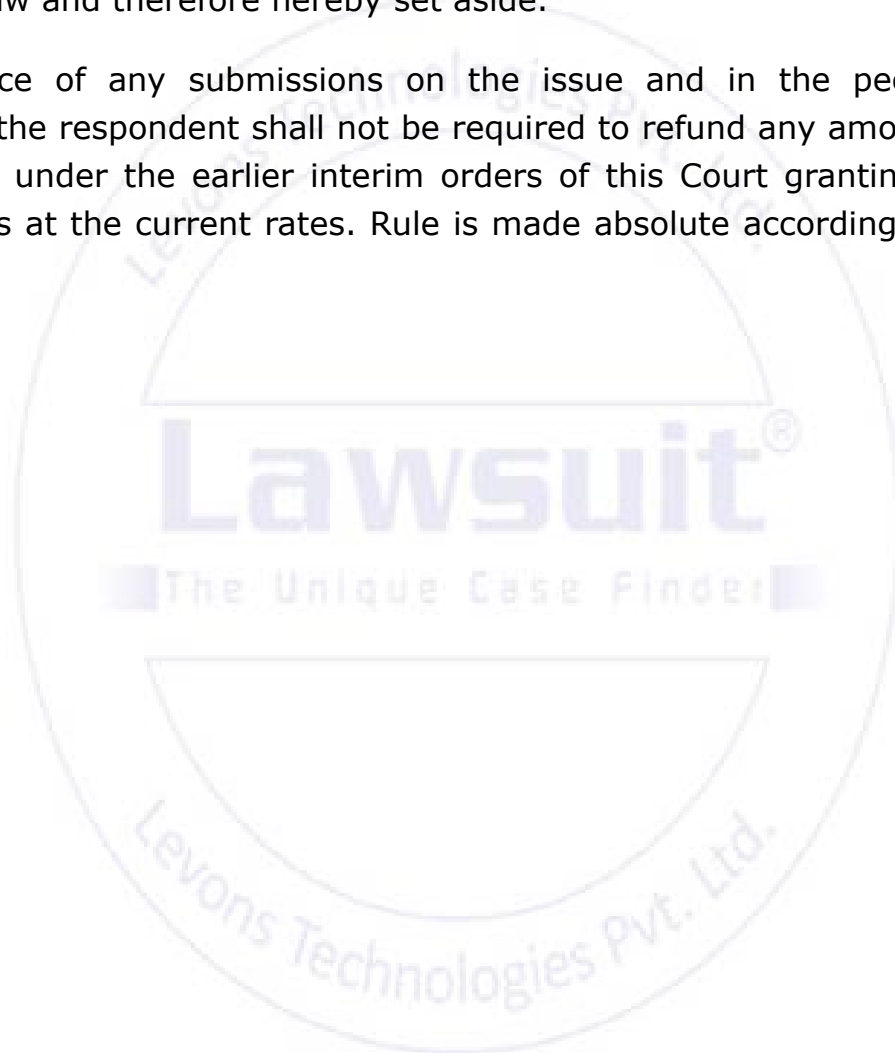 w and therefore hereby set aside.
ce of any submissions on the issue and in the pec
the respondent shall not be required to refund any amo
under the earlier interim orders of this Court grantin
s at the current rates. Rule is made absolute according
Levons Technologies Pvt. Ltd.
Lawsuit®
The Unique Case Finder
Levons Technologies Pvt. Ltd.